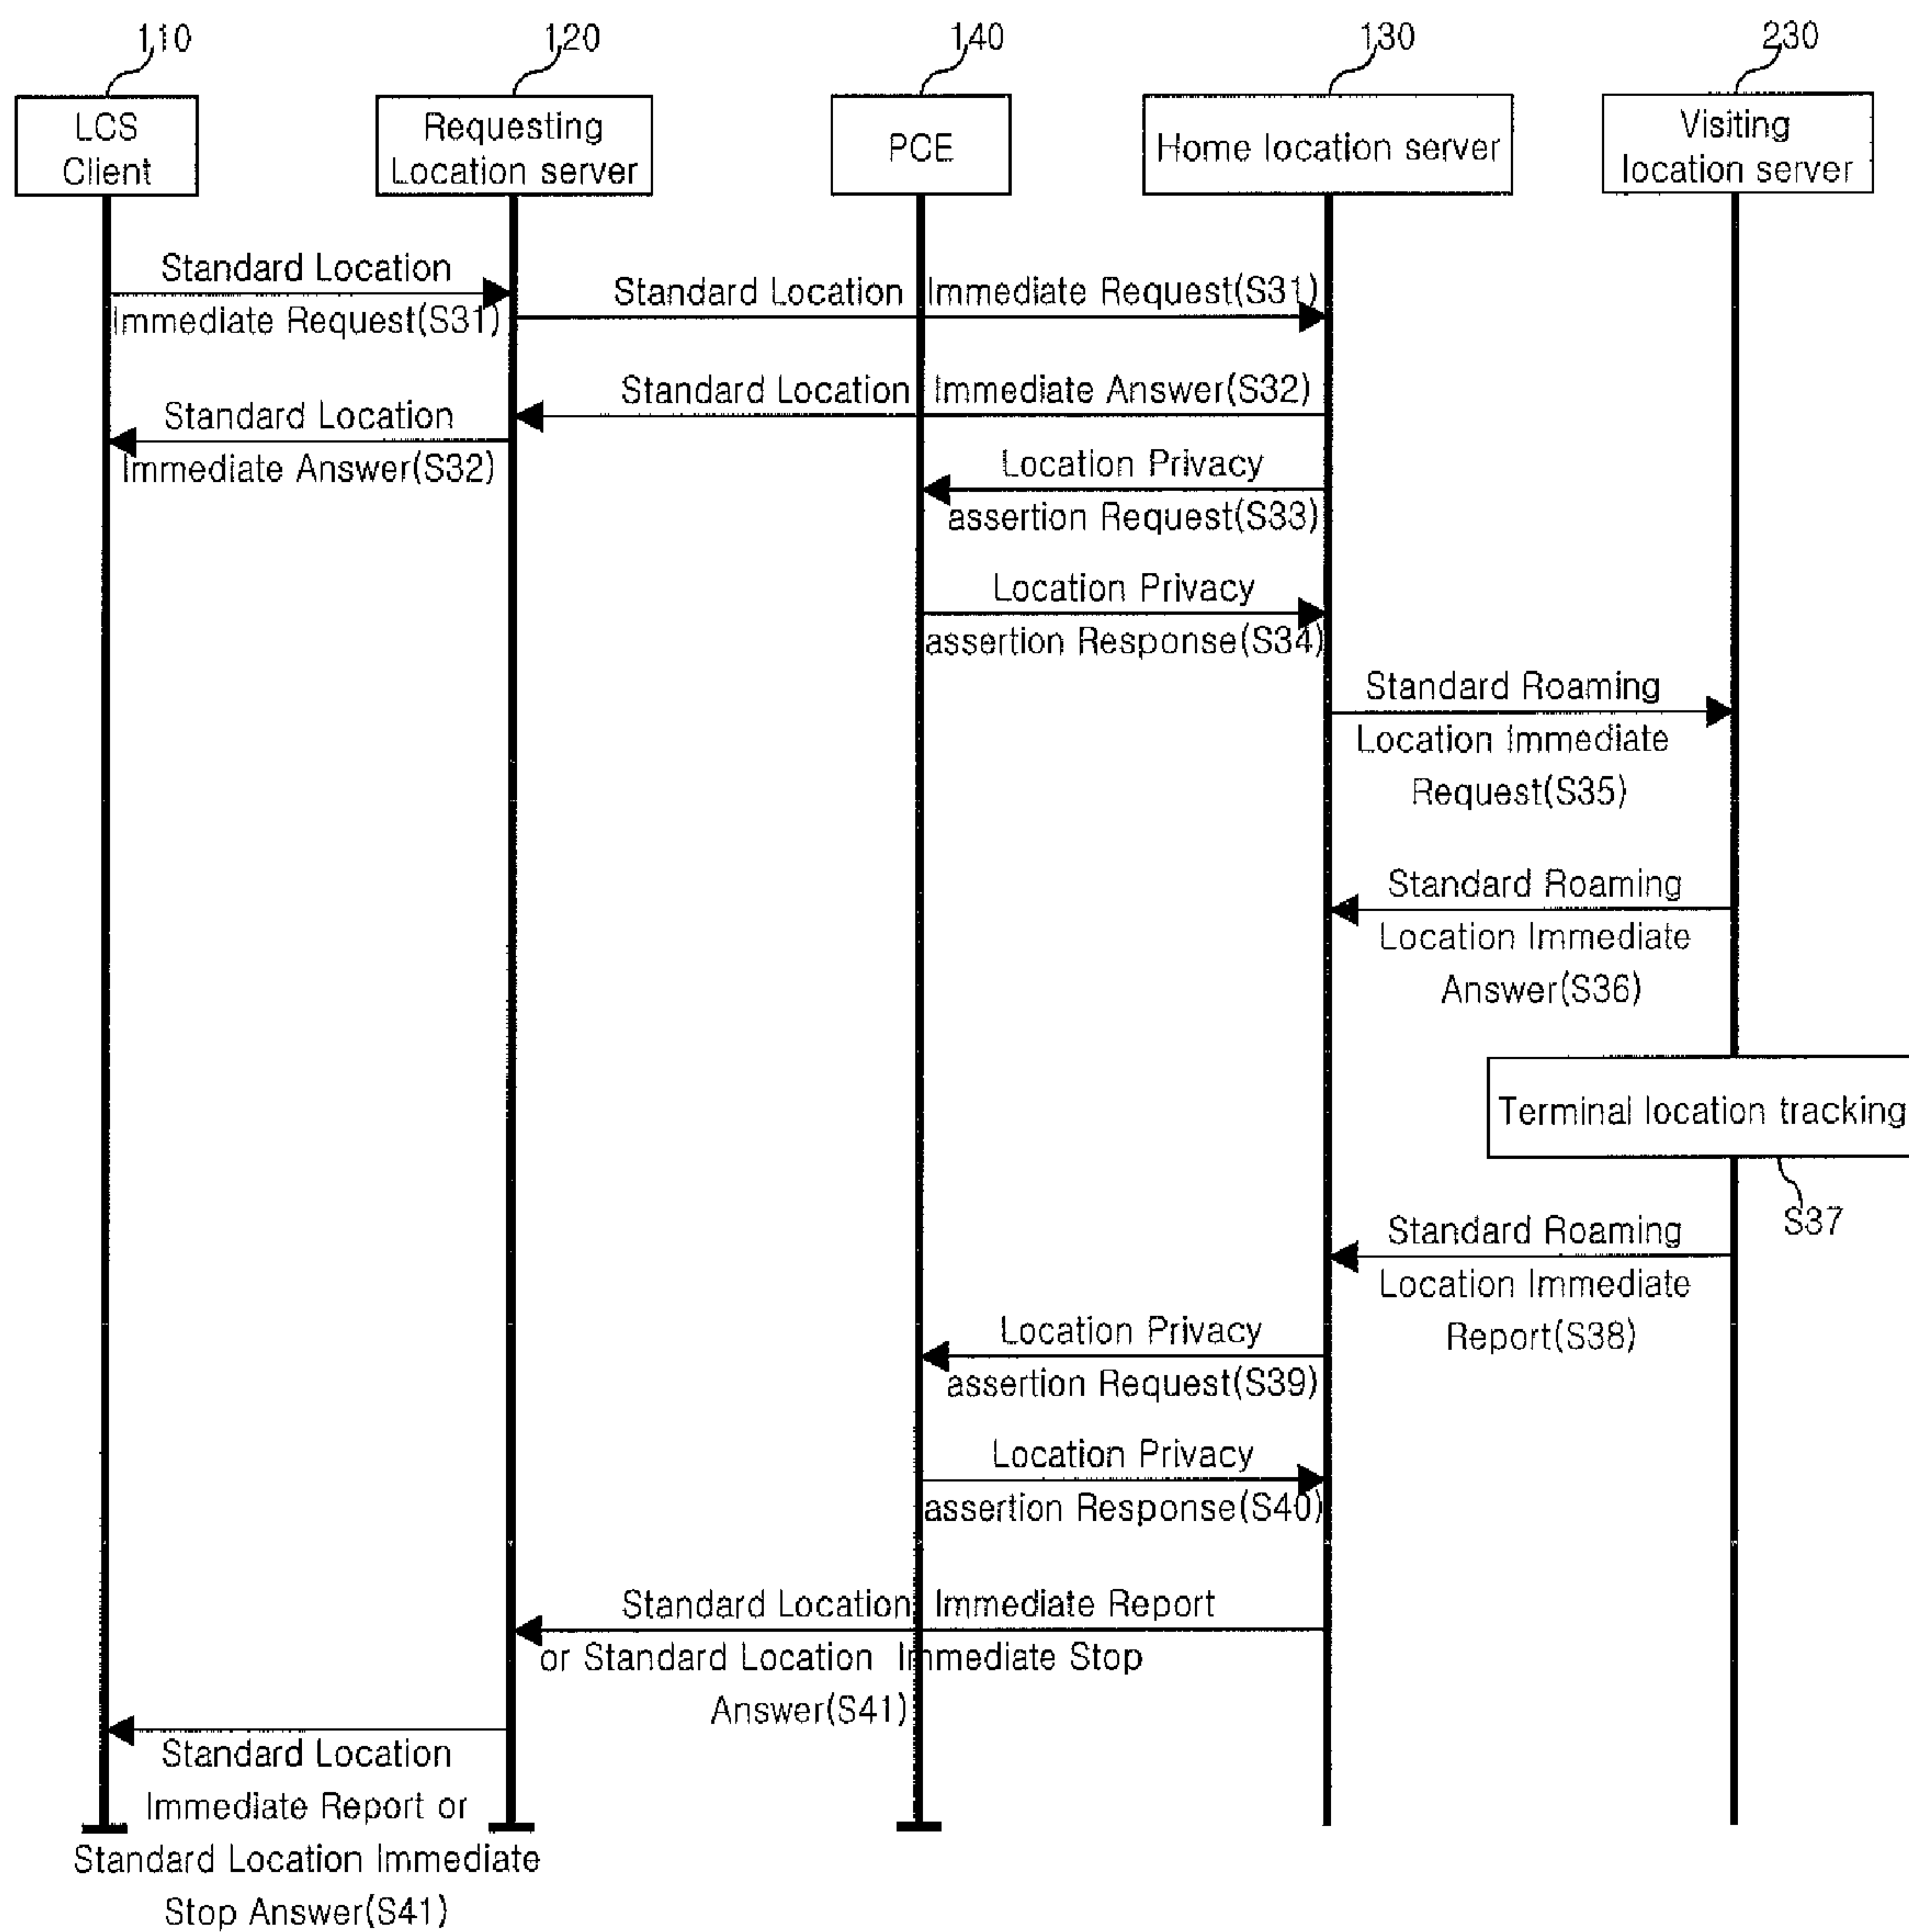 110
120
140
130
230
LCS
Client
Requesting
Location server
PCE
Home location server
Visiting
location server
Standard Location
Immediate Request(S31)
Standard Location Immediate Request(S31)
Standard Location Immediate Answer(S32)
Standard Location
Immediate Answer(S32)
Location Privacy
assertion Request(S33)
Location Privacy
assertion Response(S34)
Standard Roaming
Location Immediate
Request(S35)
Standard Roaming
Location Immediate
Answer(S36)
Terminal location tracking
S37
Standard Roaming
Location Immediate
Report(S38)
Location Privacy
assertion Request(S39)
Location Privacy
assertion Response(S40)
Standard Location Immediate Report
or Standard Location Immediate Stop
Answer(S41)
Standard Location
Immediate Report or
Standard Location Immediate
Stop Answer(S41)